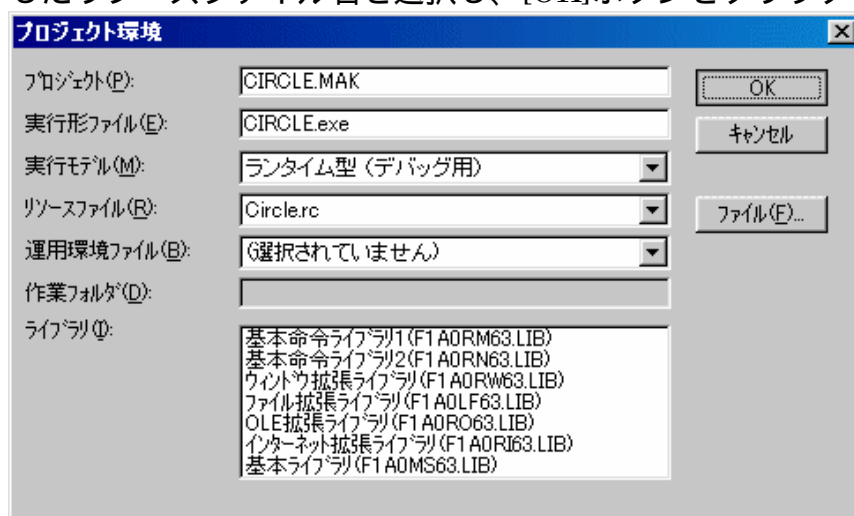 プロジェクト環境
ﾌﾟﾛｼﾞｪｸﾄ(P):
CIRCLE.MAK
OK
実行形ﾌｧｲﾙ(E):
CIRCLE.exe
ｷｬﾝｾﾙ
実行ﾓﾃﾞﾙ(M):
ランタイム型（デバッグ用）
ﾘｿｰｽﾌｧｲﾙ(R):
Circle.rc
ﾌｧｲﾙ(F)...
運用環境ﾌｧｲﾙ(B):
(選択されていません)
作業ﾌｫﾙﾀﾞ(D):
ﾗｲﾌﾞﾗﾘ(I):
基本命令ﾗｲﾌﾞﾗﾘ1(F1A0RM63.LIB)
基本命令ﾗｲﾌﾞﾗﾘ2(F1A0RN63.LIB)
ｳｨﾝﾄﾞｳ拡張ﾗｲﾌﾞﾗﾘ(F1A0RW63.LIB)
ﾌｧｲﾙ拡張ﾗｲﾌﾞﾗﾘ(F1A0LF63.LIB)
OLE拡張ﾗｲﾌﾞﾗﾘ(F1A0RO63.LIB)
ｲﾝﾀｰﾈｯﾄ拡張ﾗｲﾌﾞﾗﾘ(F1A0RI63.LIB)
基本ﾗｲﾌﾞﾗﾘ(F1A0MS63.LIB)